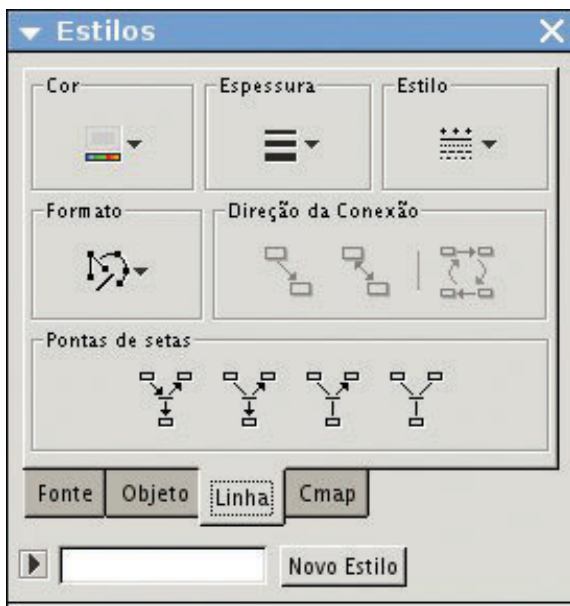 Estilos
Cor
Espessura
Estilo
Formato
Direção da Conexão
Pontas de setas
Fonte
Objeto
Linha
Cmap
Novo Estilo